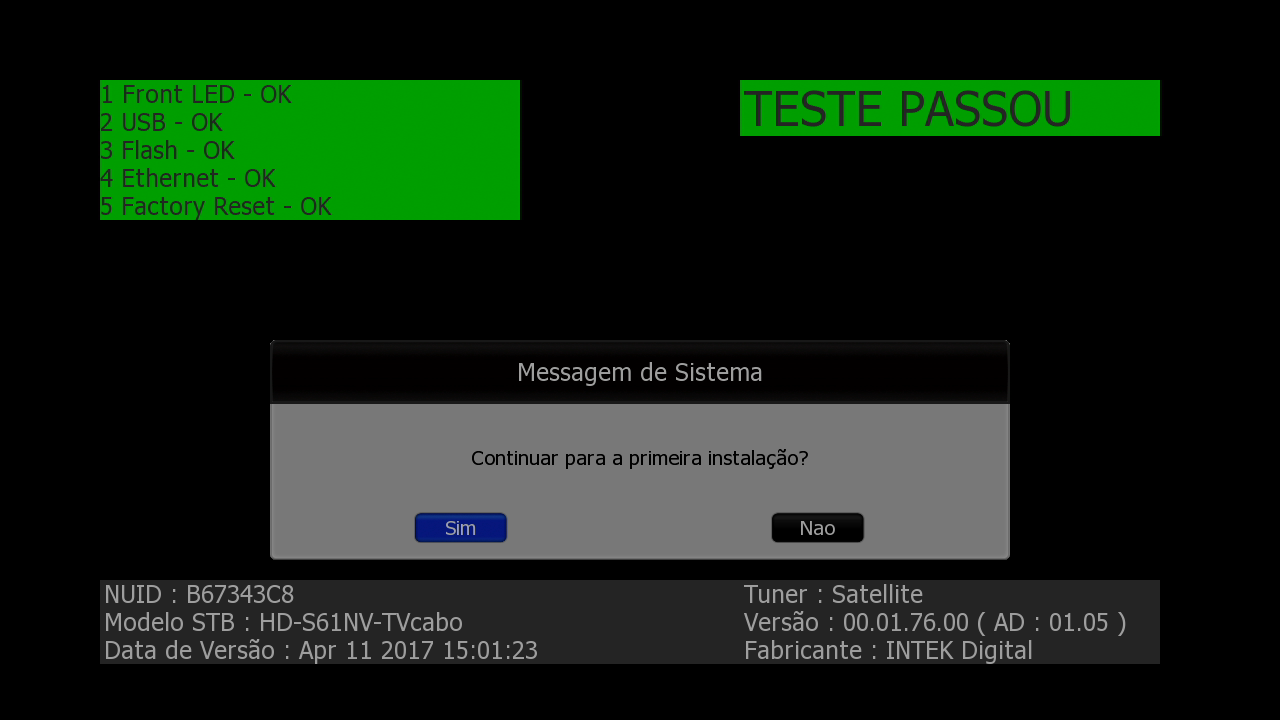 1 Front LED - OK
2 USB - OK
3 Flash - OK
4 Ethernet - OK
5 Factory Reset - OK
TESTE PASSOU
Messagem de Sistema
Continuar para a primeira instalação?
Sim
Nao
NUID : B67343C8
Modelo STB : HD-S61NV-TVcabo
Data de Versão : Apr 11 2017 15:01:23
Tuner : Satellite
Versão : 00.01.76.00 ( AD : 01.05 )
Fabricante : INTEK Digital